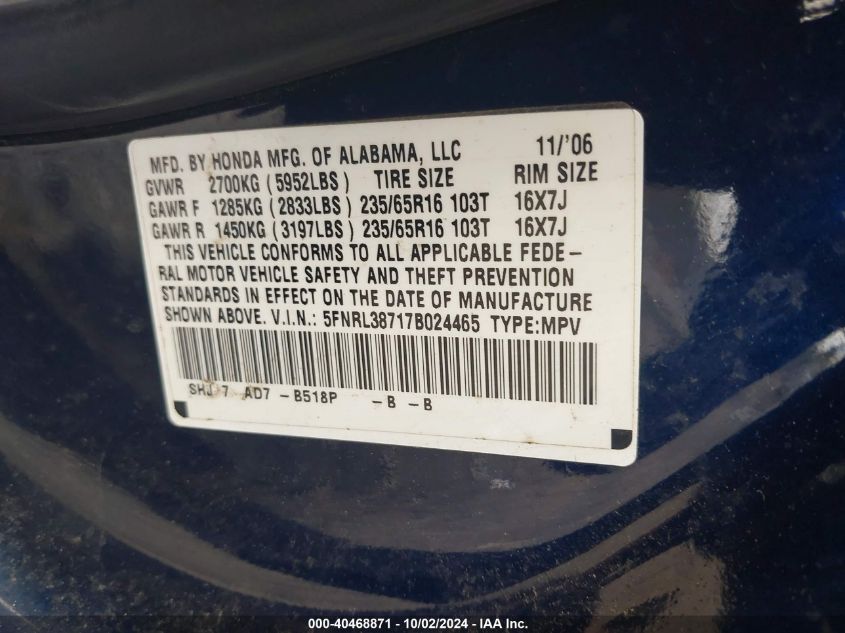 MFD. BY HONDA MFG. OF ALABAMA, LLC 11/'06
GVWR 2700KG (5952LBS) TIRE SIZE RIM SIZE
GAWR F 1285KG (2833LBS) 235/65R16 103T 16X7J
GAWR R 1450KG (3197LBS) 235/65R16 103T 16X7J
THIS VEHICLE CONFORMS TO ALL APPLICABLE FEDE-
RAL MOTOR VEHICLE SAFETY AND THEFT PREVENTION
STANDARDS IN EFFECT ON THE DATE OF MANUFACTURE
SHOWN ABOVE. V.I.N.: 5FNRL38717B024465 TYPE:MPV
SHJ 7 AD7 -B518P -B -B
000-40468871 - 10/02/2024 - IAA Inc.